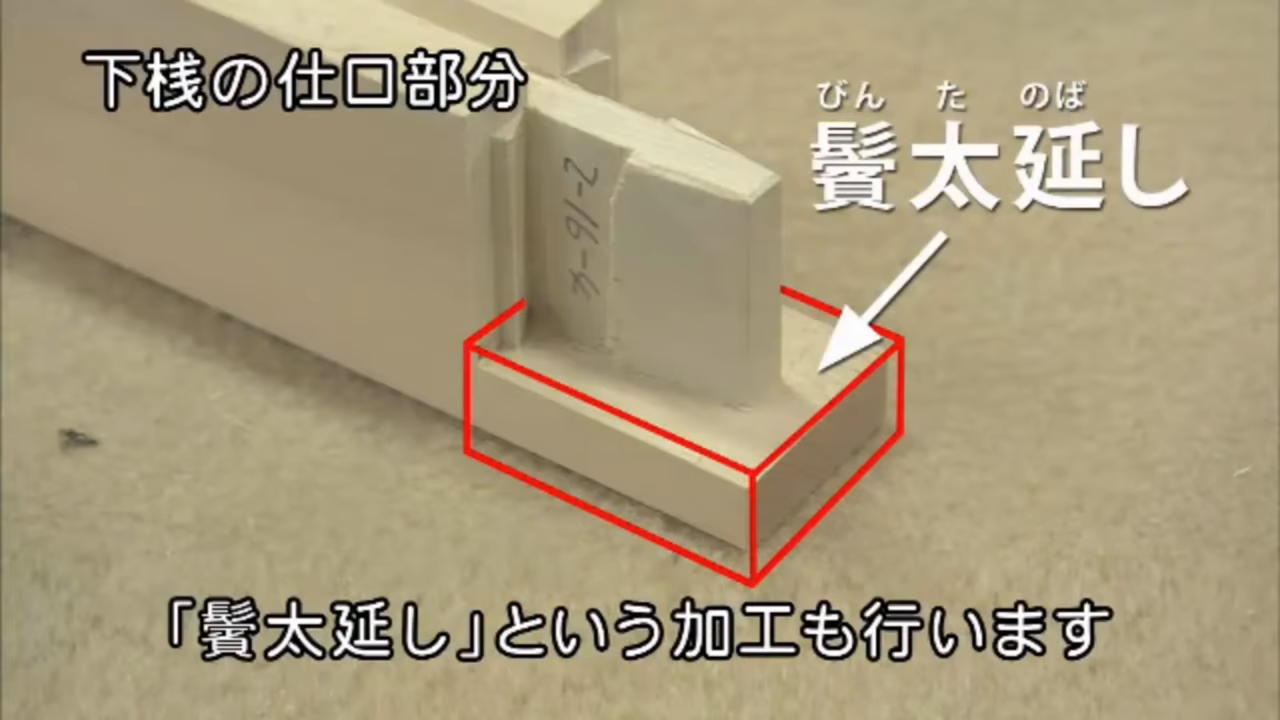 下桟の仕口部分
びん た のば
鬢太延し
2-16-4
「鬢太延し」という加工も行います